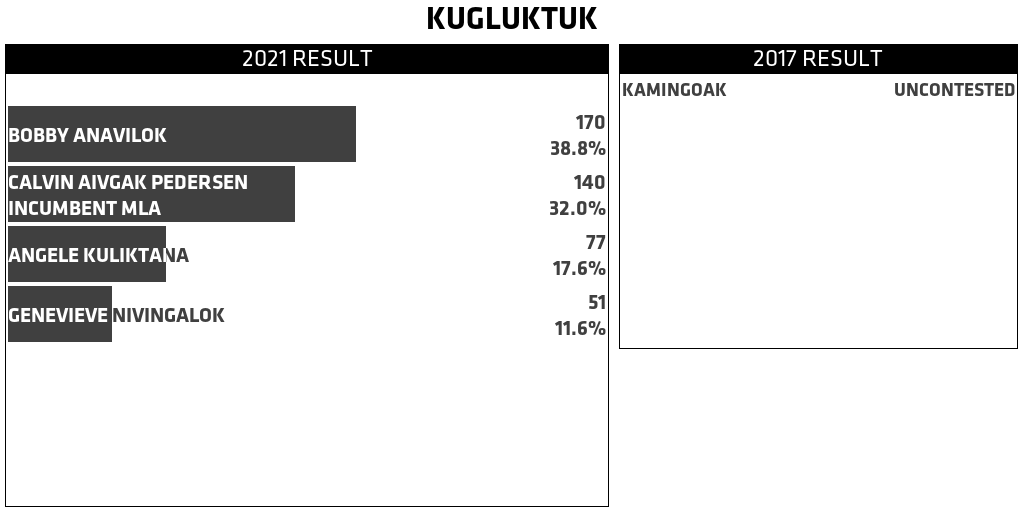 KUGLUKTUK
2021 RESULT
BOBBY ANAVILOK
170
38.8%
CALVIN AIVGAK PEDERSEN
INCUMBENT MLA
140
32.0%
ANGELE KULIKTANA
77
17.6%
GENEVIEVE NIVINGALOK
51
11.6%
2017 RESULT
KAMINGOAK UNCONTESTED